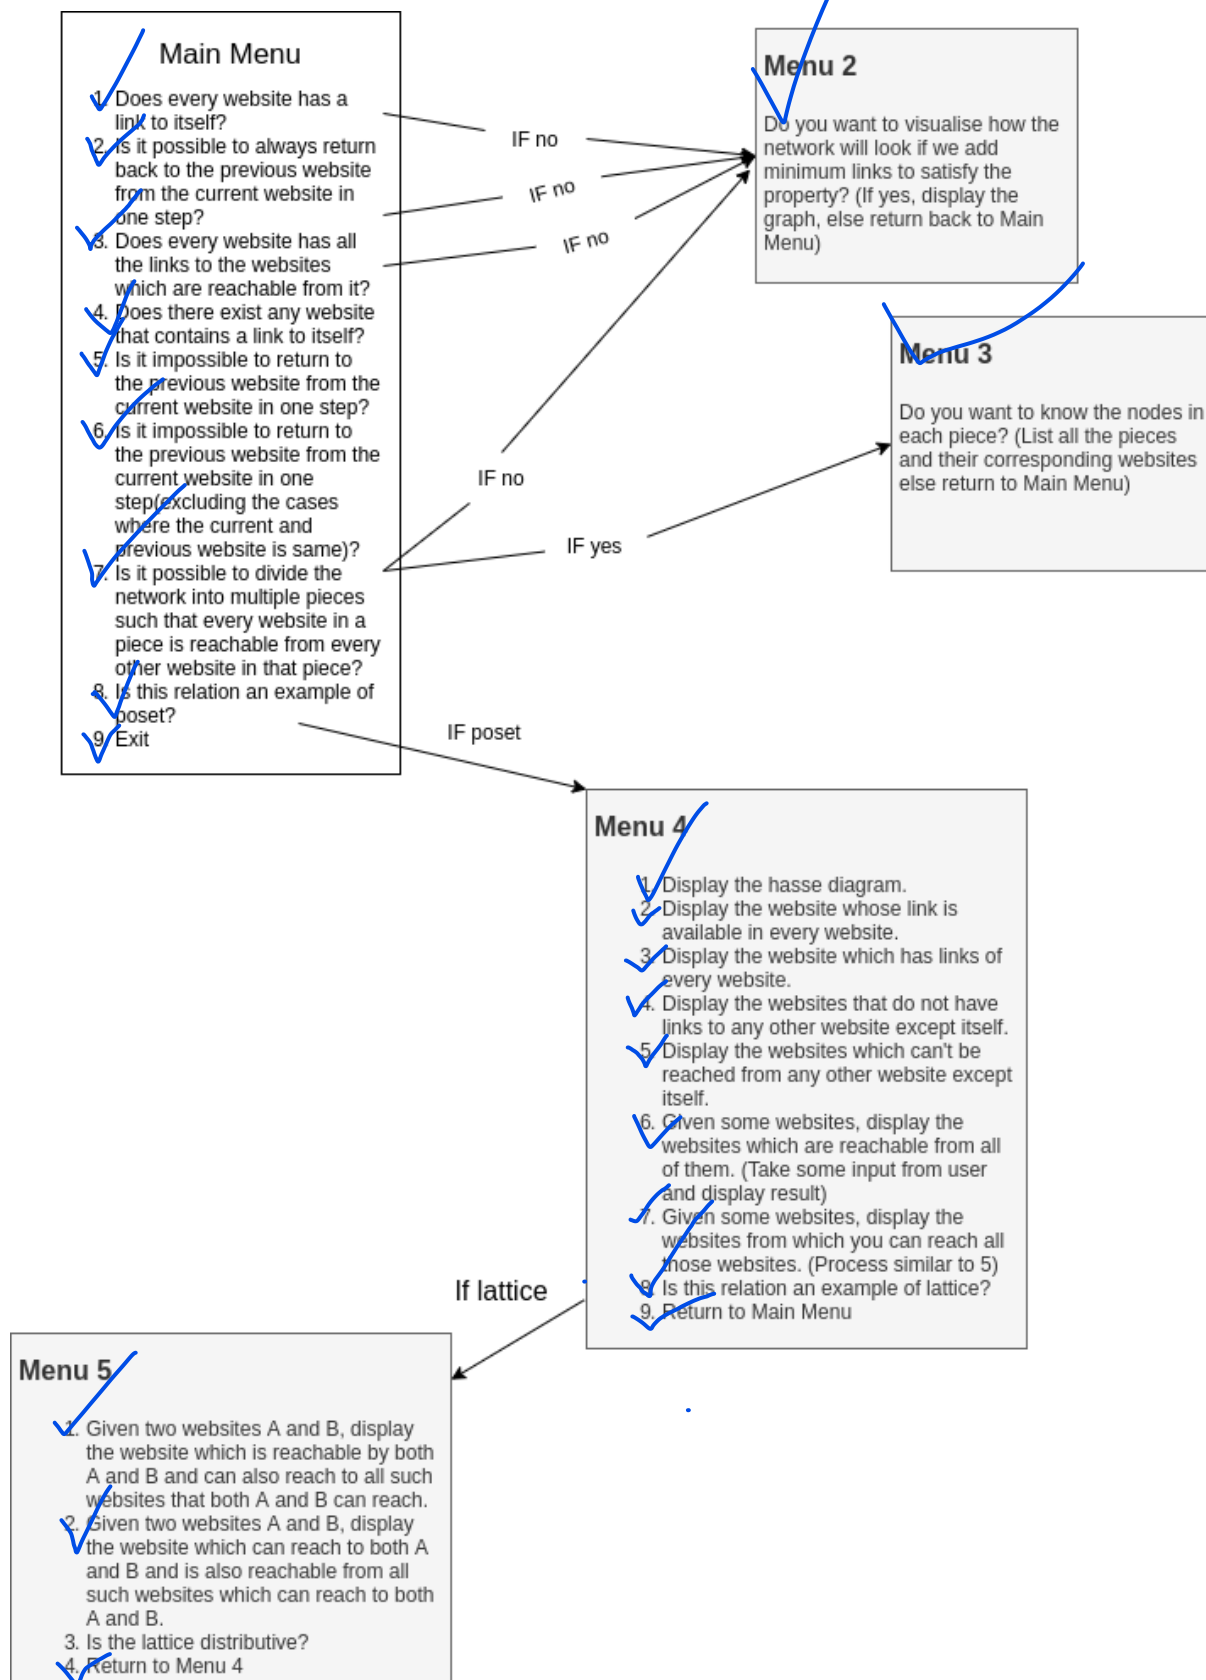 Main Menu
1. Does every website has a
link to itself?
2. Is it possible to always return
back to the previous website
from the current website in
one step?
3. Does every website has all
the links to the websites
which are reachable from it?
4. Does there exist any website
that contains a link to itself?
5. Is it impossible to return to
the previous website from the
current website in one step?
6. Is it impossible to return to
the previous website from the
current website in one
step(excluding the cases
where the current and
previous website is same)?
7. Is it possible to divide the
network into multiple pieces
such that every website in a
piece is reachable from every
other website in that piece?
8. Is this relation an example of
poset?
9. Exit
IF no
IF no
IF no
IF no
IF yes
IF poset
Menu 2
Do you want to visualise how the
network will look if we add
minimum links to satisfy the
property? (If yes, display the
graph, else return back to Main
Menu)
Menu 3
Do you want to know the nodes in
each piece? (List all the pieces
and their corresponding websites
else return to Main Menu)
Menu 4
1. Display the hasse diagram.
2. Display the website whose link is
available in every website.
3. Display the website which has links of
every website.
4. Display the websites that do not have
links to any other website except itself.
5. Display the websites which can't be
reached from any other website except
itself.
6. Given some websites, display the
websites which are reachable from all
of them. (Take some input from user
and display result)
7. Given some websites, display the
websites from which you can reach all
those websites. (Process similar to 5)
8. Is this relation an example of lattice?
9. Return to Main Menu
If lattice
Menu 5
1. Given two websites A and B, display
the website which is reachable by both
A and B and can also reach to all such
websites that both A and B can reach.
2. Given two websites A and B, display
the website which can reach to both A
and B and is also reachable from all
such websites which can reach to both
A and B.
3. Is the lattice distributive?
4. Return to Menu 4